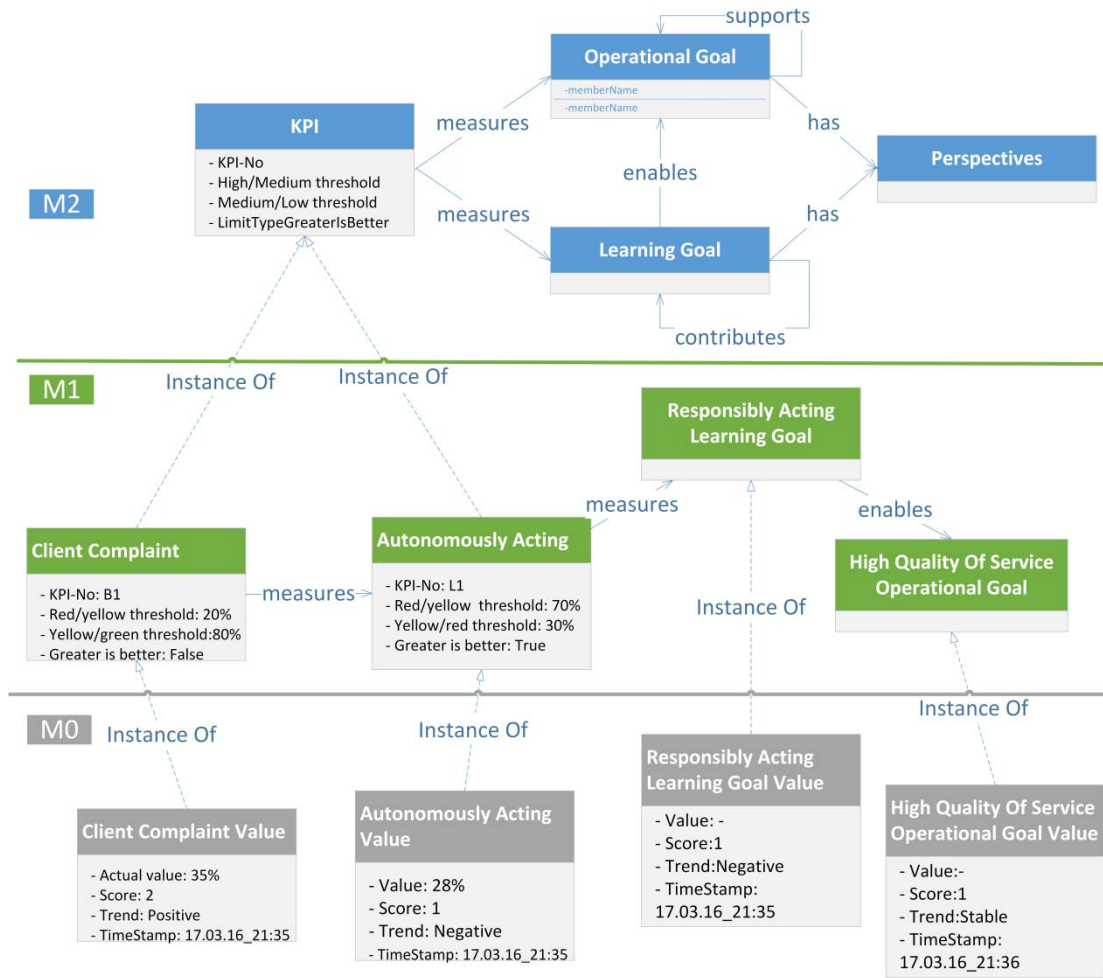 supports
Operational Goal
-memberName
-memberName
measures
has
KPI
- KPI-No
- High/Medium threshold
- Medium/Low threshold
- LimitTypeGreaterIsBetter
Perspectives
enables
M2
measures
has
Learning Goal
contributes
M1
Instance Of
Instance Of
Responsibly Acting
Learning Goal
measures
enables
Client Complaint
- KPI-No: B1
- Red/yellow threshold: 20%
- Yellow/green threshold:80%
- Greater is better: False
measures
Autonomously Acting
- KPI-No: L1
- Red/yellow threshold: 70%
- Yellow/red threshold: 30%
- Greater is better: True
High Quality Of Service
Operational Goal
Instance Of
M0
Instance Of
Instance Of
Instance Of
Client Complaint Value
- Actual value: 35%
- Score: 2
- Trend: Positive
- TimeStamp: 17.03.16_21:35
Autonomously Acting
Value
- Value: 28%
- Score: 1
- Trend: Negative
- TimeStamp: 17.03.16_21:35
Responsibly Acting
Learning Goal Value
- Value: -
- Score:1
- Trend:Negative
- TimeStamp:
17.03.16_21:35
High Quality Of Service
Operational Goal Value
- Value:-
- Score:1
- Trend:Stable
- TimeStamp:
17.03.16_21:36